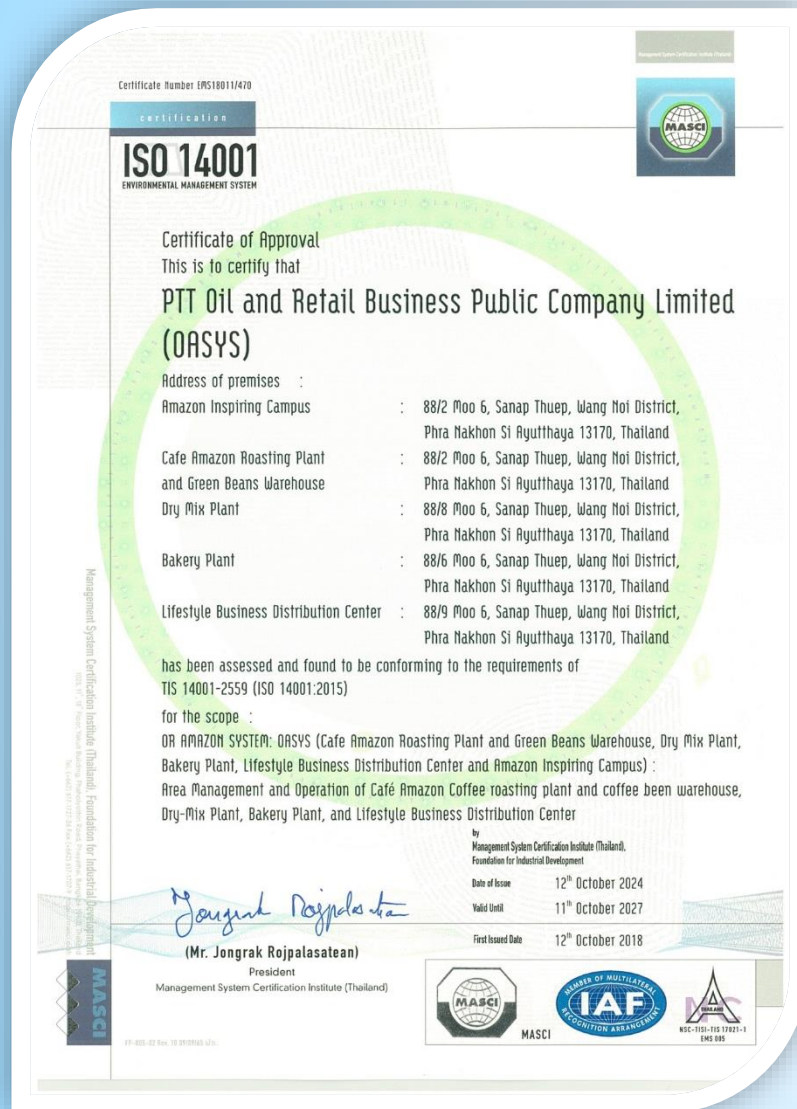 Management System Certification Institute (Thailand)
Certificate Number EMS18011/470
certification
ISO 14001
ENVIRONMENTAL MANAGEMENT SYSTEM
MASCI
Certificate of Approval
This is to certify that
PTT Oil and Retail Business Public Company Limited
(OASYS)
Address of premises :
Amazon Inspiring Campus : 88/2 Moo 6, Sanap Thuep, Wang Noi District,
Phra Nakhon Si Ayutthaya 13170, Thailand
Cafe Amazon Roasting Plant : 88/2 Moo 6, Sanap Thuep, Wang Noi District,
and Green Beans Warehouse Phra Nakhon Si Ayutthaya 13170, Thailand
Dry Mix Plant : 88/8 Moo 6, Sanap Thuep, Wang Noi District,
Phra Nakhon Si Ayutthaya 13170, Thailand
Bakery Plant : 88/6 Moo 6, Sanap Thuep, Wang Noi District,
Phra Nakhon Si Ayutthaya 13170, Thailand
Lifestyle Business Distribution Center : 88/9 Moo 6, Sanap Thuep, Wang Noi District,
Phra Nakhon Si Ayutthaya 13170, Thailand
has been assessed and found to be conforming to the requirements of
TIS 14001-2559 (ISO 14001:2015)
for the scope :
OR AMAZON SYSTEM: OASYS (Cafe Amazon Roasting Plant and Green Beans Warehouse, Dry Mix Plant,
Bakery Plant, Lifestyle Business Distribution Center and Amazon Inspiring Campus) :
Area Management and Operation of Café Amazon Coffee roasting plant and coffee been warehouse,
Dry-Mix Plant, Bakery Plant, and Lifestyle Business Distribution Center
by
Management System Certification Institute (Thailand),
Foundation for Industrial Development
Date of Issue 12th October 2024
Valid Until 11th October 2027
First Issued Date 12th October 2018
Jongrak Rojpalasatean
(Mr. Jongrak Rojpalasatean)
President
Management System Certification Institute (Thailand)
Management System Certification Institute (Thailand), Foundation for Industrial Development
MASCI
MASCI
MASCI
MEMBER OF MULTILATERAL
IAF
RECOGNITION ARRANGEMENT
THAILAND
NSC-TISI-TIS 17021-1
EMS 005